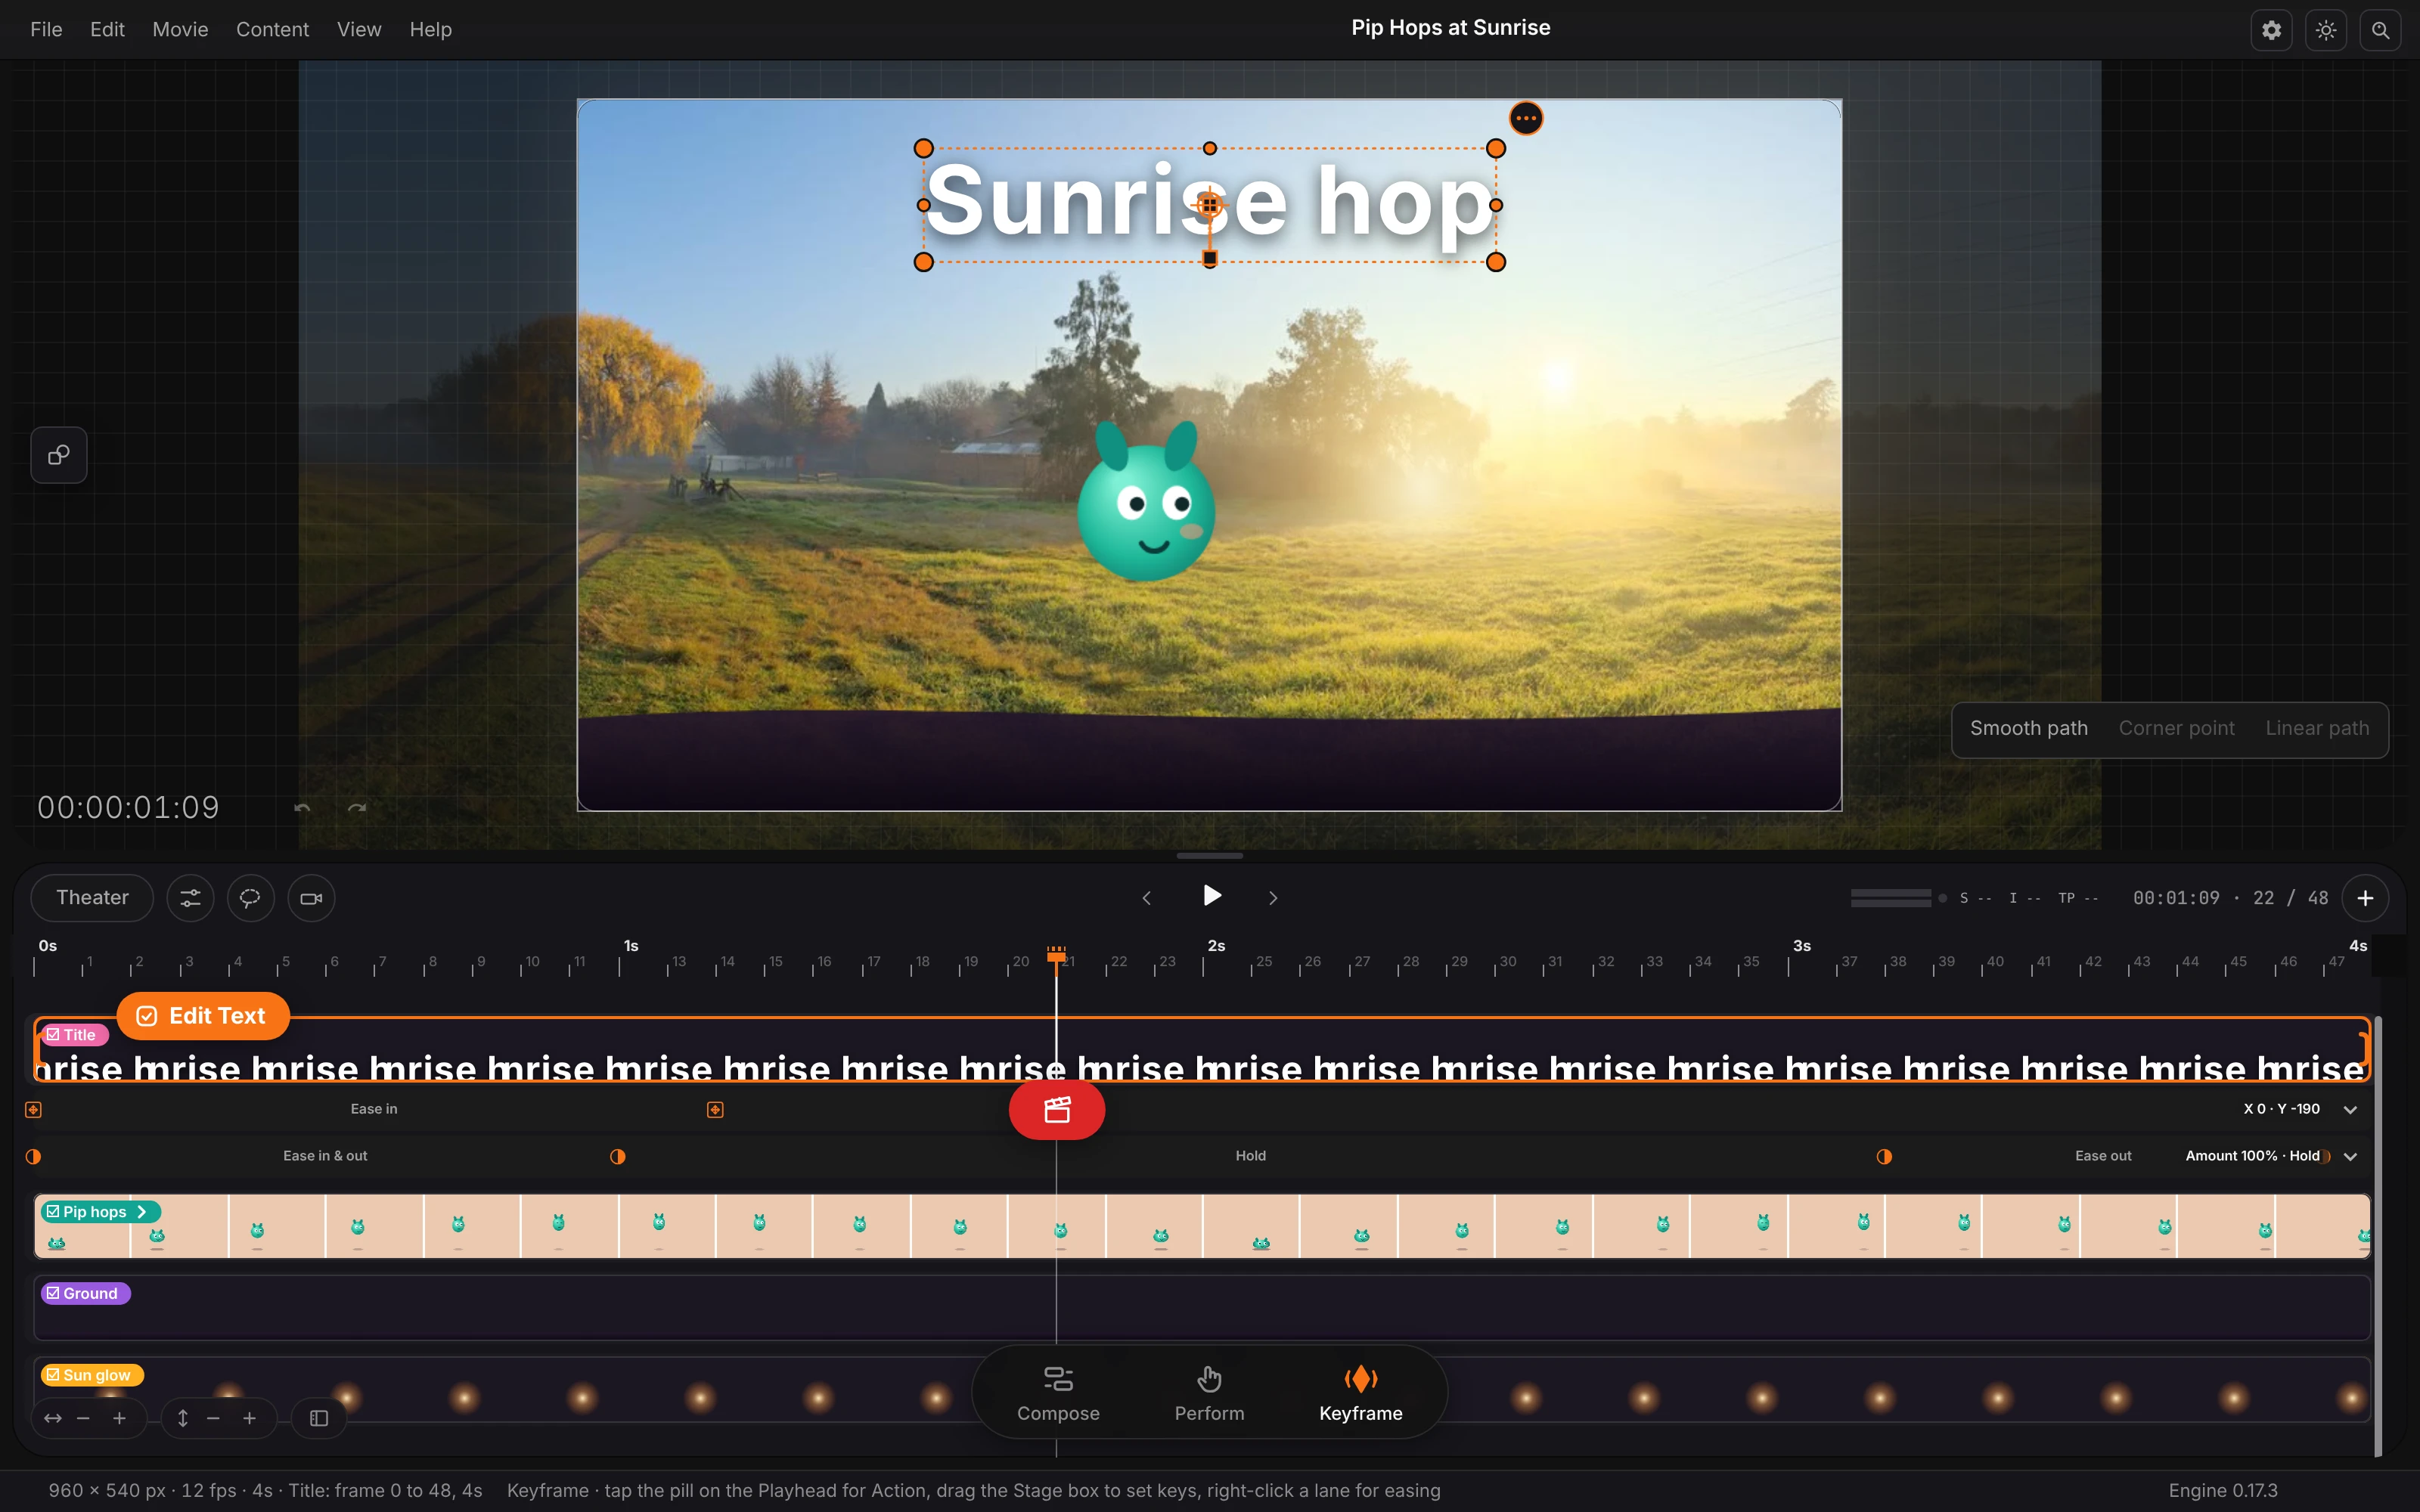 File Edit Movie Content View Help
Pip Hops at Sunrise
Sunrise hop
Smooth path Corner point Linear path
00:00:01:09
Theater
S -- I -- TP -- 00:01:09 · 22 / 48
0s 1s 2s 3s 4s
1 2 3 4 5 6 7 8 9 10 11 13 14 15 16 17 18 19 20 21 22 23 25 26 27 28 29 30 31 32 33 34 35 37 38 39 40 41 42 43 44 45 46 47
Edit Text
Title
Ease in X 0 · Y -190
Ease in & out Hold Ease out Amount 100% · Hold
Pip hops
Ground
Sun glow
Compose Perform Keyframe
960 × 540 px · 12 fps · 4s · Title: frame 0 to 48, 4s Keyframe · tap the pill on the Playhead for Action, drag the Stage box to set keys, right-click a lane for easing Engine 0.17.3